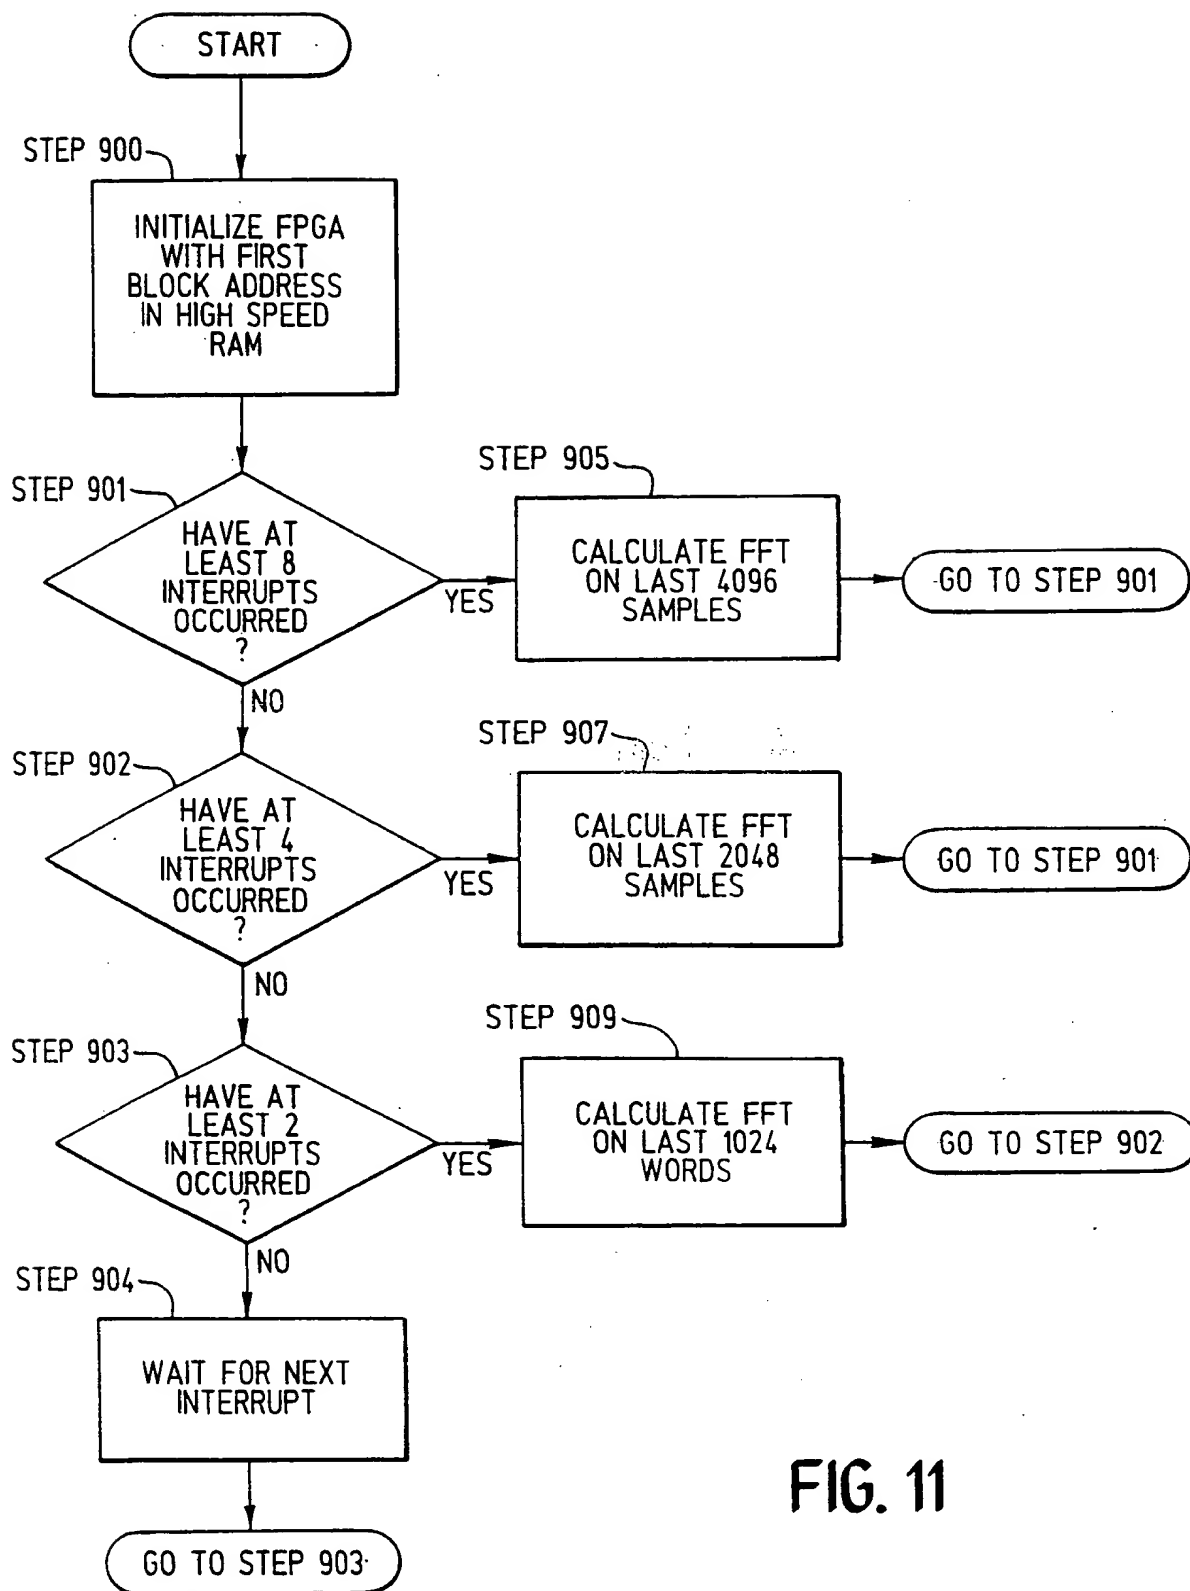 START
STEP 900
INITIALIZE FPGA
WITH FIRST
BLOCK ADDRESS
IN HIGH SPEED
RAM
STEP 901
HAVE AT
LEAST 8
INTERRUPTS
OCCURRED
?
YES
NO
STEP 905
CALCULATE FFT
ON LAST 4096
SAMPLES
GO TO STEP 901
STEP 902
HAVE AT
LEAST 4
INTERRUPTS
OCCURRED
?
YES
NO
STEP 907
CALCULATE FFT
ON LAST 2048
SAMPLES
GO TO STEP 901
STEP 903
HAVE AT
LEAST 2
INTERRUPTS
OCCURRED
?
YES
NO
STEP 909
CALCULATE FFT
ON LAST 1024
WORDS
GO TO STEP 902
STEP 904
WAIT FOR NEXT
INTERRUPT
GO TO STEP 903
FIG. 11